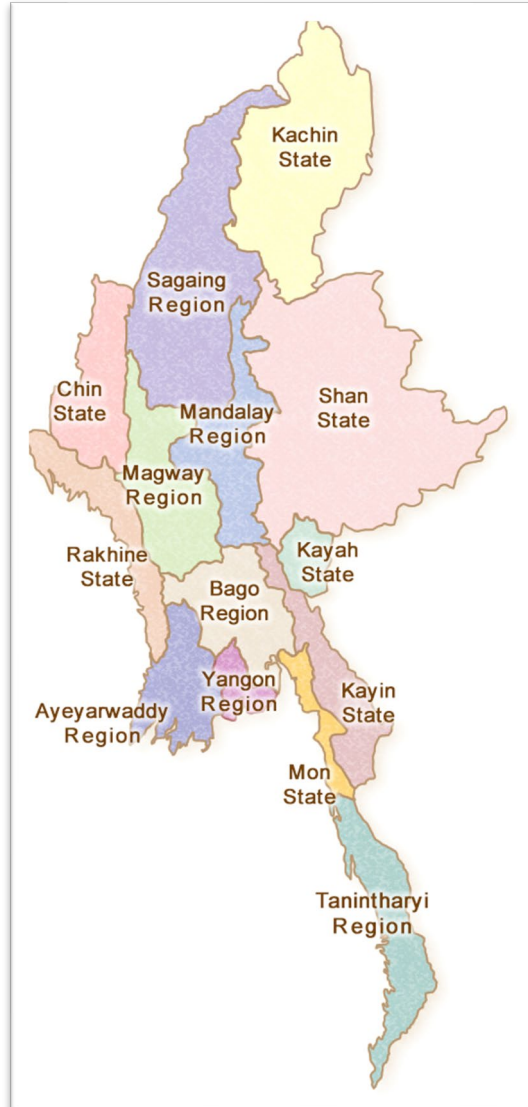 Kachin
State
Sagaing
Region
Chin
State
Mandalay
Region
Shan
State
Magway
Region
Rakhine
State
Kayah
State
Bago
Region
Yangon
Region
Kayin
State
Ayeyarwaddy
Region
Mon
State
Tanintharyi
Region